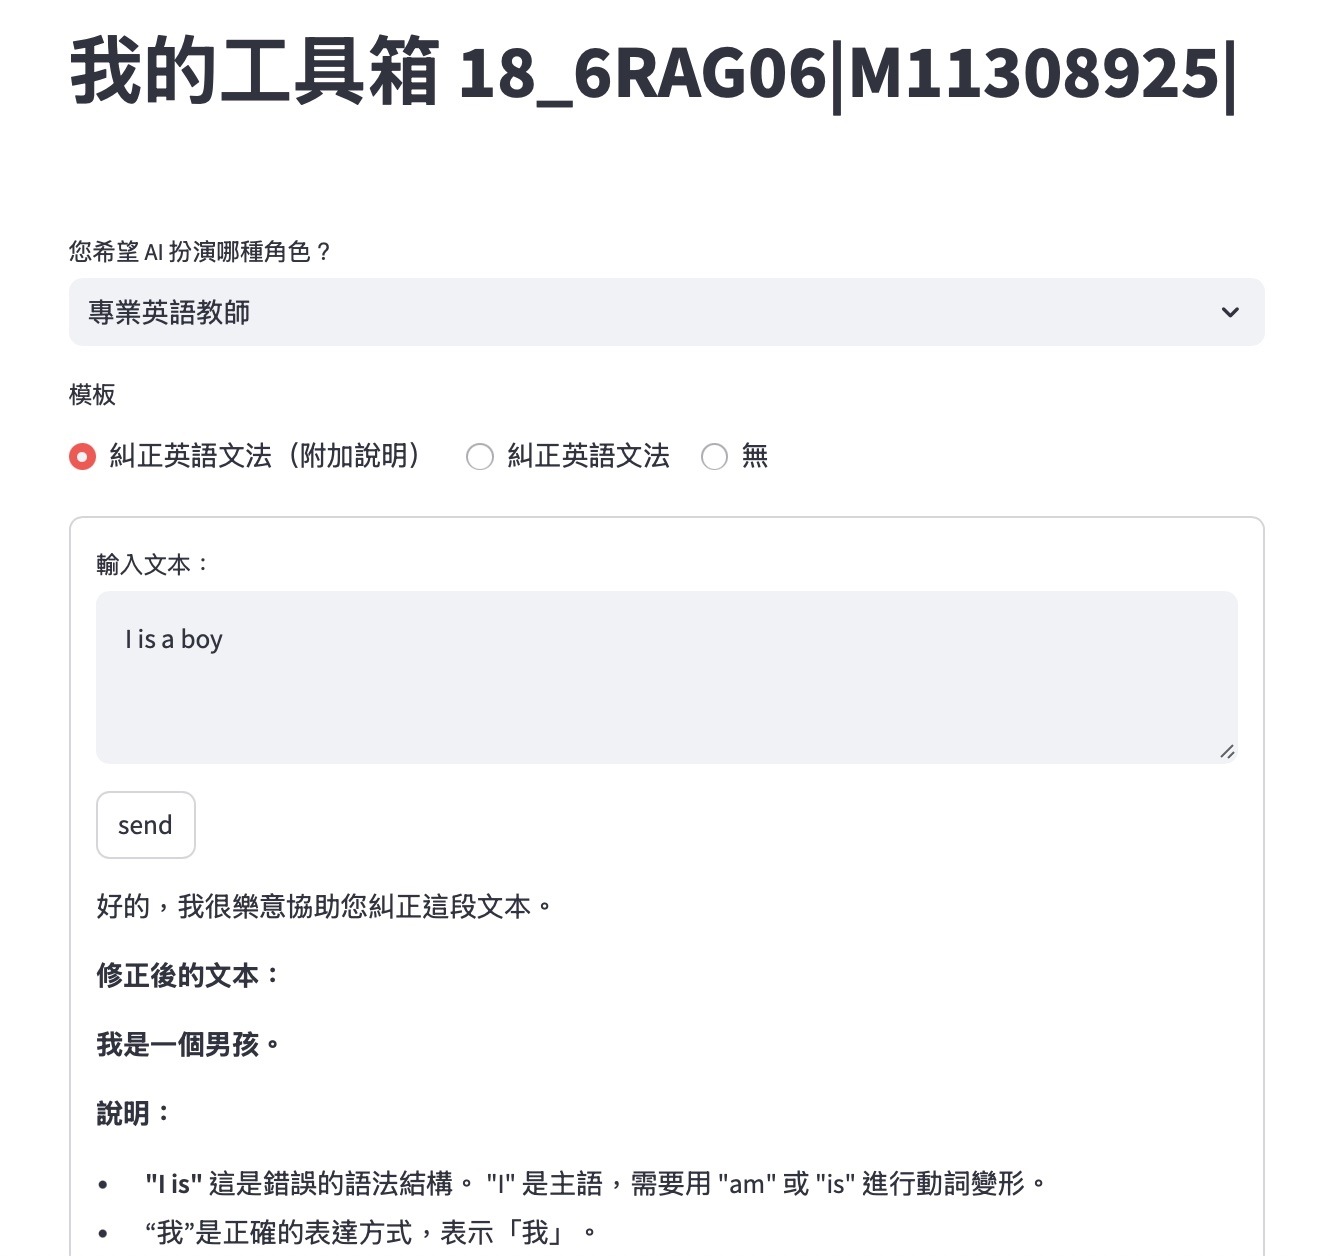 我的工具箱 18_6RAG06|M11308925|
您希望 AI 扮演哪種角色？
專業英語教師
模板
糾正英語文法（附加說明） 糾正英語文法 無
輸入文本：
I is a boy
send
好的，我很樂意協助您糾正這段文本。
修正後的文本：
我是一個男孩。
說明：
• "I is" 這是錯誤的語法結構。 "I" 是主語，需要用 "am" 或 "is" 進行動詞變形。
• “我”是正確的表達方式，表示「我」。